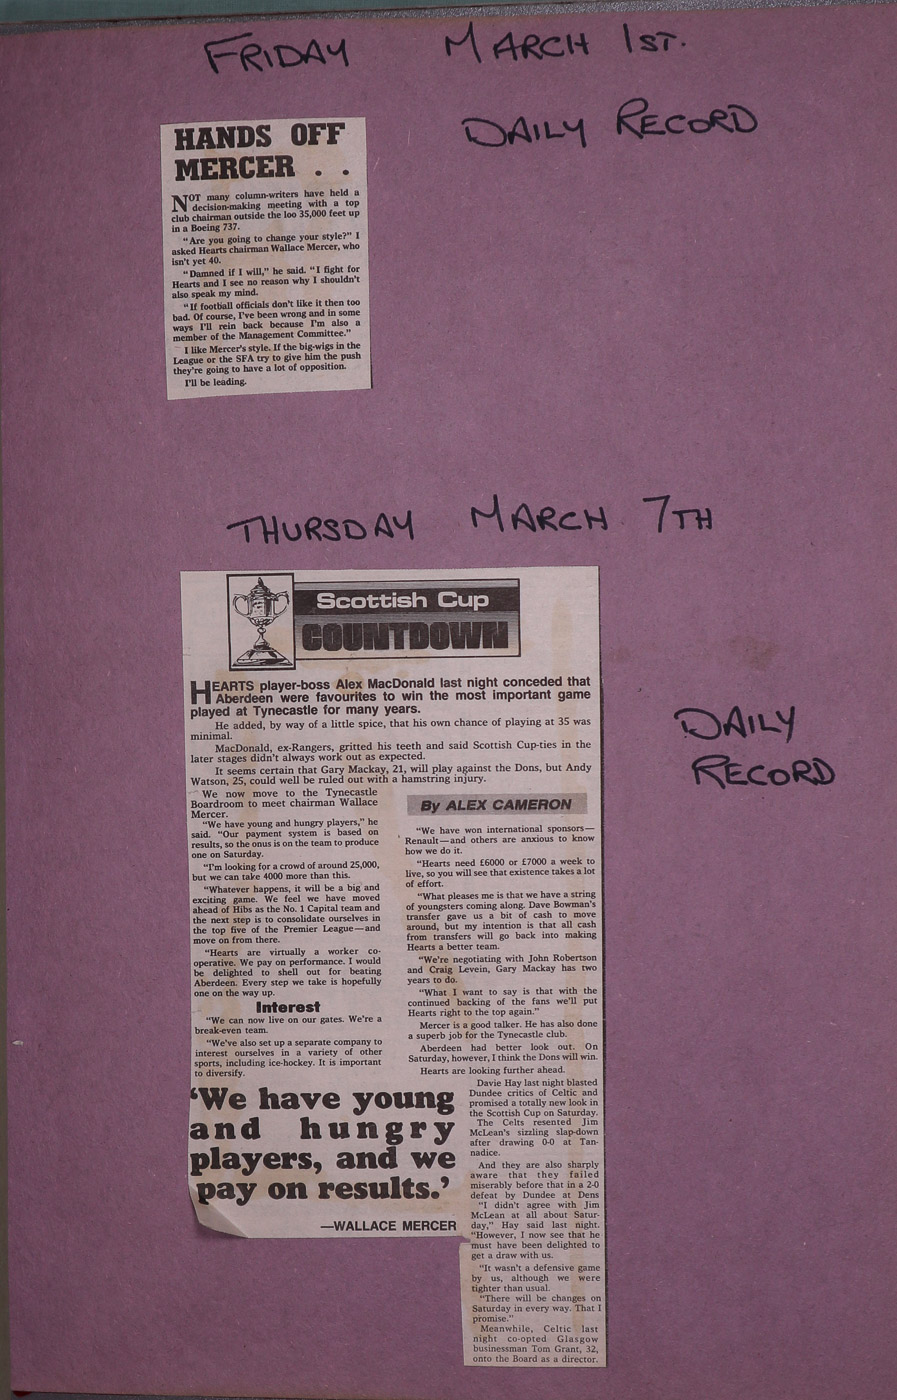 FRIDAY MARCH 1ST.
DAILY RECORD
HANDS OFF
MERCER . .
NOT many column-writers have held a
decision-making meeting with a top
club chairman outside the loo 35,000 feet up
in a Boeing 737.
"Are you going to change your style?" I
asked Hearts chairman Wallace Mercer, who
isn't yet 40.
"Damned if I will," he said. "I fight for
Hearts and I see no reason why I shouldn't
also speak my mind.
"If football officials don't like it then too
bad. Of course, I've been wrong and in some
ways I'll rein back because I'm also a
member of the Management Committee."
I like Mercer's style. If the big-wigs in the
League or the SFA try to give him the push
they're going to have a lot of opposition.
I'll be leading.
THURSDAY MARCH 7TH
DAILY
RECORD
Scottish Cup
COUNTDOWN
HEARTS player-boss Alex MacDonald last night conceded that
Aberdeen were favourites to win the most important game
played at Tynecastle for many years.
He added, by way of a little spice, that his own chance of playing at 35 was
minimal.
MacDonald, ex-Rangers, gritted his teeth and said Scottish Cup-ties in the
later stages didn't always work out as expected.
It seems certain that Gary Mackay, 21, will play against the Dons, but Andy
Watson, 25, could well be ruled out with a hamstring injury.
We now move to the Tynecastle
Boardroom to meet chairman Wallace
Mercer.
"We have young and hungry players," he
said. "Our payment system is based on
results, so the onus is on the team to produce
one on Saturday.
"I'm looking for a crowd of around 25,000,
but we can take 4000 more than this.
"Whatever happens, it will be a big and
exciting game. We feel we have moved
ahead of Hibs as the No. 1 Capital team and
the next step is to consolidate ourselves in
the top five of the Premier League—and
move on from there.
"Hearts are virtually a worker co-
operative. We pay on performance. I would
be delighted to shell out for beating
Aberdeen. Every step we take is hopefully
one on the way up.
Interest
"We can now live on our gates. We're a
break-even team.
"We've also set up a separate company to
interest ourselves in a variety of other
sports, including ice-hockey. It is important
to diversify.
By ALEX CAMERON
"We have won international sponsors—
Renault—and others are anxious to know
how we do it.
"Hearts need £6000 or £7000 a week to
live, so you will see that existence takes a lot
of effort.
"What pleases me is that we have a string
of youngsters coming along. Dave Bowman's
transfer gave us a bit of cash to move
around, but my intention is that all cash
from transfers will go back into making
Hearts a better team.
"We're negotiating with John Robertson
and Craig Levein, Gary Mackay has two
years to do.
"What I want to say is that with the
continued backing of the fans we'll put
Hearts right to the top again."
Mercer is a good talker. He has also done
a superb job for the Tynecastle club.
Aberdeen had better look out. On
Saturday, however, I think the Dons will win.
Hearts are looking further ahead.
'We have young
and hungry
players, and we
pay on results.'
—WALLACE MERCER
Davie Hay last night blasted
Dundee critics of Celtic and
promised a totally new look in
the Scottish Cup on Saturday.
The Celts resented Jim
McLean's sizzling slap-down
after drawing 0-0 at Tan-
nadice.
And they are also sharply
aware that they failed
miserably before that in a 2-0
defeat by Dundee at Dens
"I didn't agree with Jim
McLean at all about Satur-
day," Hay said last night.
"However, I now see that he
must have been delighted to
get a draw with us.
"It wasn't a defensive game
by us, although we were
tighter than usual.
"There will be changes on
Saturday in every way. That I
promise."
Meanwhile, Celtic last
night co-opted Glasgow
businessman Tom Grant, 32,
onto the Board as a director.